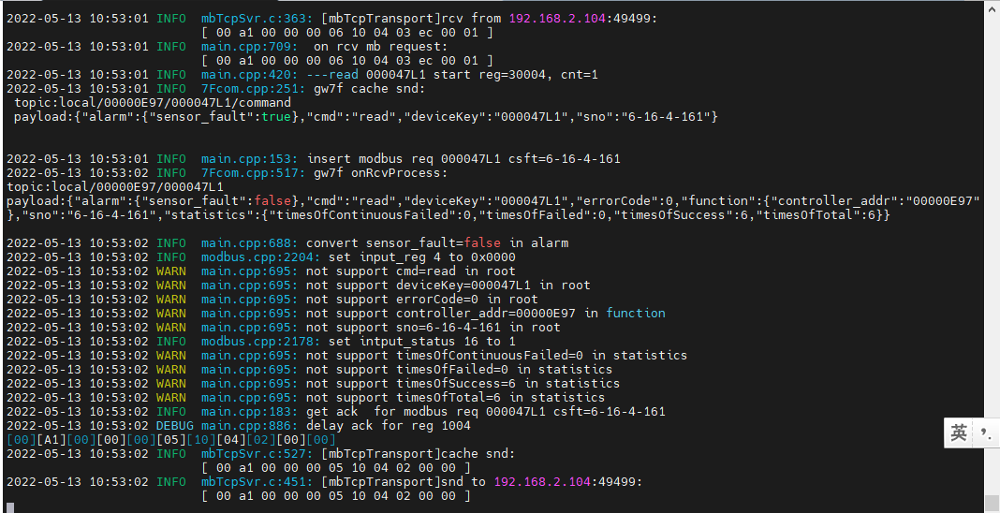 2022-05-13 10:53:01 INFO  mbTcpSvr.c:363: [mbTcpTransport]rcv from 192.168.2.104:49499:
[ 00 a1 00 00 00 06 10 04 03 ec 00 01 ]
2022-05-13 10:53:01 INFO  main.cpp:709:  on rcv mb request:
[ 00 a1 00 00 00 06 10 04 03 ec 00 01 ]
2022-05-13 10:53:01 INFO  main.cpp:420: ---read 000047L1 start reg=30004, cnt=1
2022-05-13 10:53:01 INFO  7Fcom.cpp:251: gw7f cache snd:
topic:local/00000E97/000047L1/command
payload:{"alarm":{"sensor_fault":true},"cmd":"read","deviceKey":"000047L1","sno":"6-16-4-161"}
2022-05-13 10:53:01 INFO  main.cpp:153: insert modbus req 000047L1 csft=6-16-4-161
2022-05-13 10:53:02 INFO  7Fcom.cpp:517: gw7f onRcvProcess:
topic:local/00000E97/000047L1
payload:{"alarm":{"sensor_fault":false},"cmd":"read","deviceKey":"000047L1","errorCode":0,"function":{"controller_addr":"00000E97"
},"sno":"6-16-4-161","statistics":{"timesOfContinuousFailed":0,"timesOfFailed":0,"timesOfSuccess":6,"timesOfTotal":6}}
2022-05-13 10:53:02 INFO  main.cpp:688: convert sensor_fault=false in alarm
2022-05-13 10:53:02 INFO  modbus.cpp:2204: set input_reg 4 to 0x0000
2022-05-13 10:53:02 WARN  main.cpp:695: not support cmd=read in root
2022-05-13 10:53:02 WARN  main.cpp:695: not support deviceKey=000047L1 in root
2022-05-13 10:53:02 WARN  main.cpp:695: not support errorCode=0 in root
2022-05-13 10:53:02 WARN  main.cpp:695: not support controller_addr=00000E97 in function
2022-05-13 10:53:02 WARN  main.cpp:695: not support sno=6-16-4-161 in root
2022-05-13 10:53:02 INFO  modbus.cpp:2178: set intput_status 16 to 1
2022-05-13 10:53:02 WARN  main.cpp:695: not support timesOfContinuousFailed=0 in statistics
2022-05-13 10:53:02 WARN  main.cpp:695: not support timesOfFailed=0 in statistics
2022-05-13 10:53:02 WARN  main.cpp:695: not support timesOfSuccess=6 in statistics
2022-05-13 10:53:02 WARN  main.cpp:695: not support timesOfTotal=6 in statistics
2022-05-13 10:53:02 INFO  main.cpp:183: get ack  for modbus req 000047L1 csft=6-16-4-161
2022-05-13 10:53:02 DEBUG main.cpp:886: delay ack for reg 1004
[00][A1][00][00][00][05][10][04][02][00][00]
2022-05-13 10:53:02 INFO  mbTcpSvr.c:527: [mbTcpTransport]cache snd:
[ 00 a1 00 00 00 05 10 04 02 00 00 ]
2022-05-13 10:53:02 INFO  mbTcpSvr.c:451: [mbTcpTransport]snd to 192.168.2.104:49499:
[ 00 a1 00 00 00 05 10 04 02 00 00 ]
英 ’.